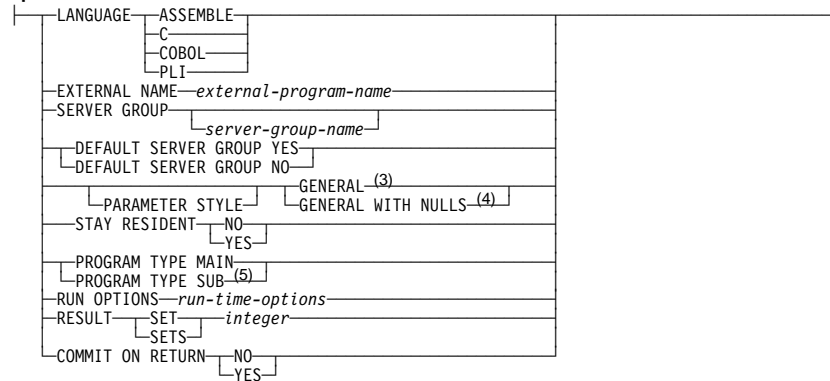 LANGUAGE ASSEMBLE
C
COBOL
PLI
EXTERNAL NAME external-program-name
SERVER GROUP
server-group-name
DEFAULT SERVER GROUP YES
DEFAULT SERVER GROUP NO
GENERAL (3)
PARAMETER STYLE GENERAL WITH NULLS (4)
STAY RESIDENT NO
YES
PROGRAM TYPE MAIN
PROGRAM TYPE SUB (5)
RUN OPTIONS run-time-options
RESULT SET integer
SETS
COMMIT ON RETURN NO
YES